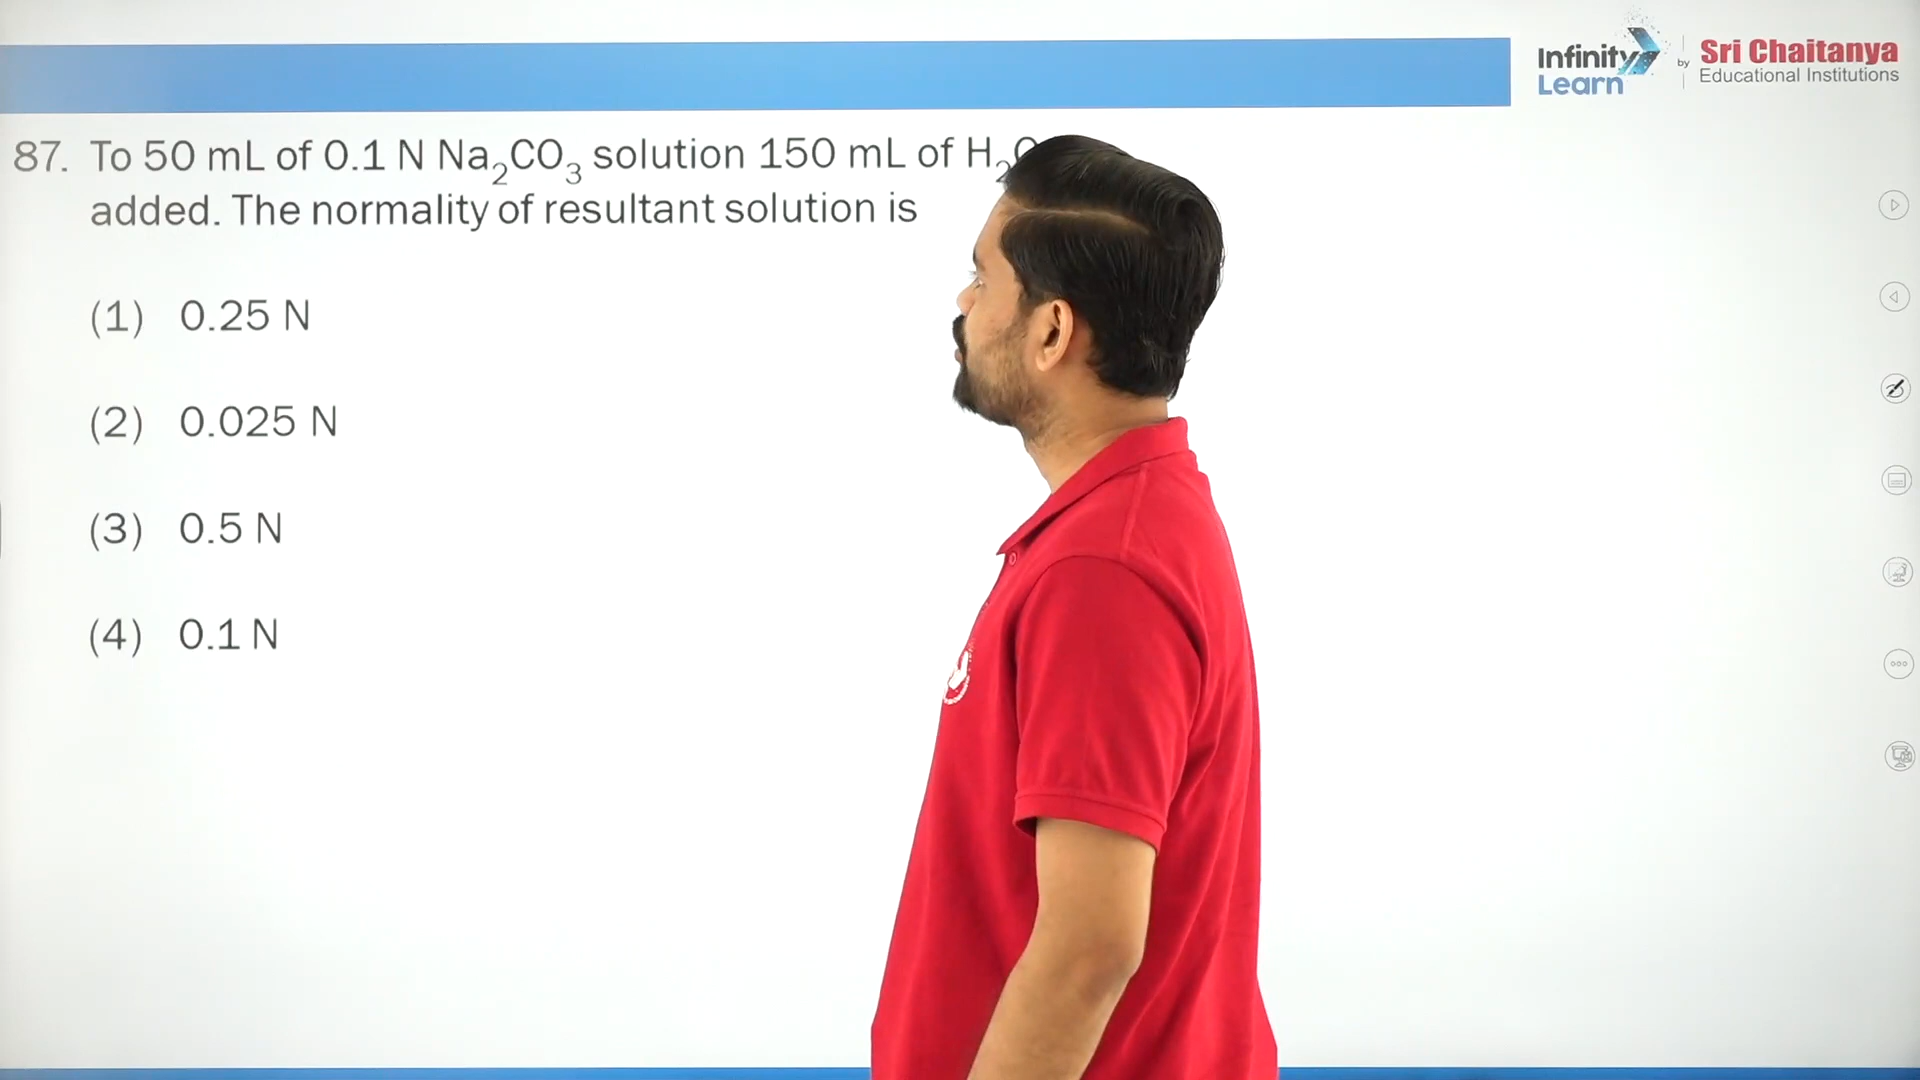 Infinity Learn by Sri Chaitanya Educational Institutions
87. To 50 mL of 0.1 N Na₂CO₃ solution 150 mL of
added. The normality of resultant solution is
(1) 0.25 N
(2) 0.025 N
(3) 0.5 N
(4) 0.1 N